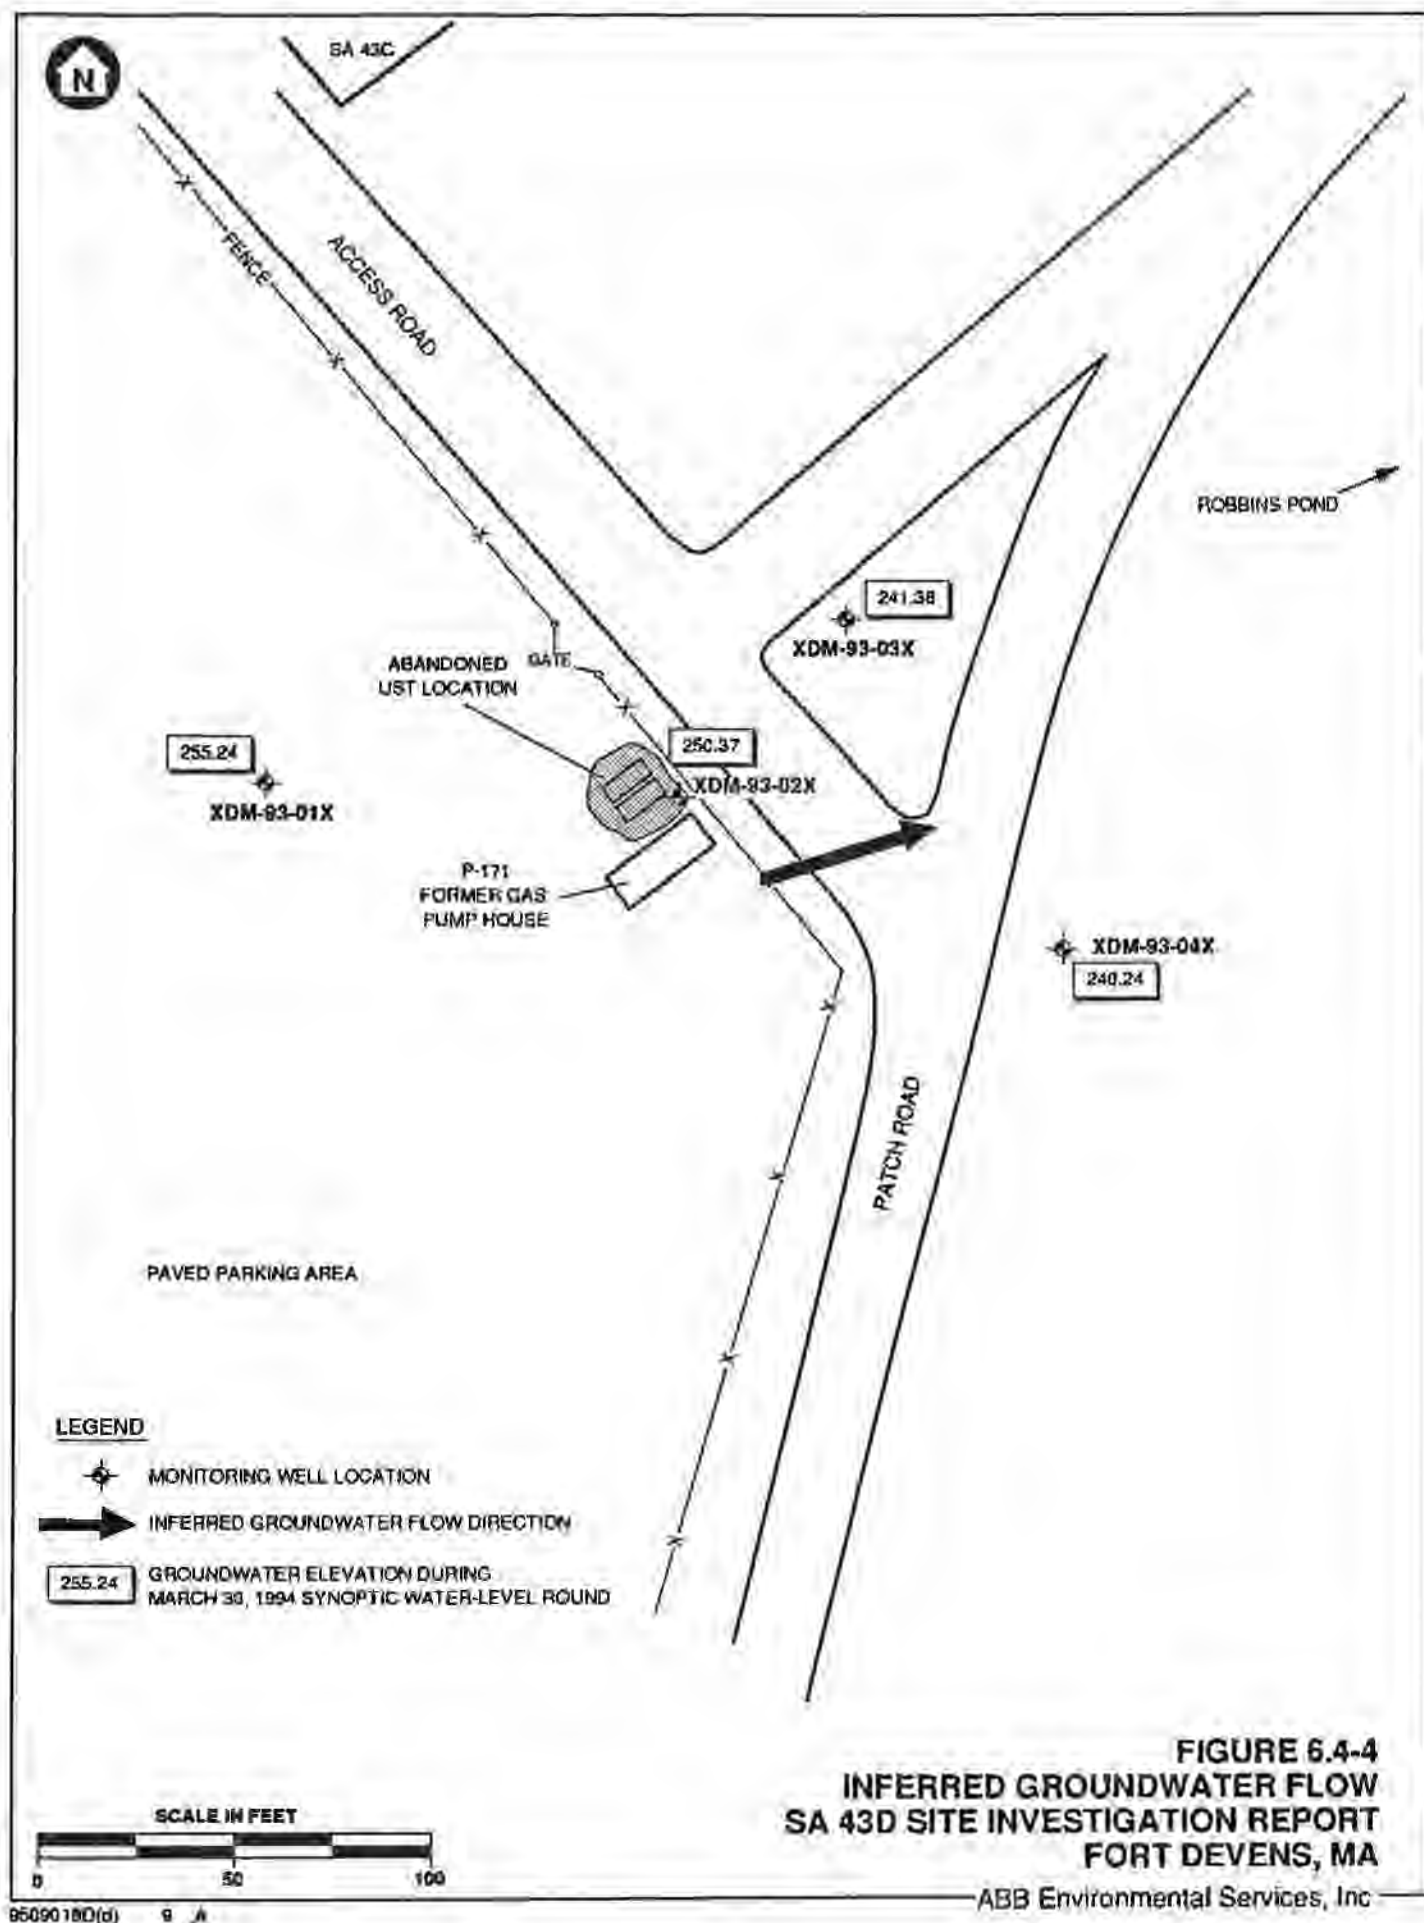 N
SA 43C
FENCE
ACCESS ROAD
ROBBINS POND
241.38
XDM-93-03X
GATE
ABANDONED
UST LOCATION
250.37
255.24
XDM-93-02X
XDM-93-01X
P-171
FORMER GAS
PUMP HOUSE
XDM-93-04X
240.24
PATCH ROAD
PAVED PARKING AREA
LEGEND
MONITORING WELL LOCATION
INFERRED GROUNDWATER FLOW DIRECTION
255.24
GROUNDWATER ELEVATION DURING
MARCH 30, 1994 SYNOPTIC WATER-LEVEL ROUND
FIGURE 6.4-4
INFERRED GROUNDWATER FLOW
SA 43D SITE INVESTIGATION REPORT
FORT DEVENS, MA
SCALE IN FEET
0 50 100
ABB Environmental Services, Inc
9509018D(d) 9